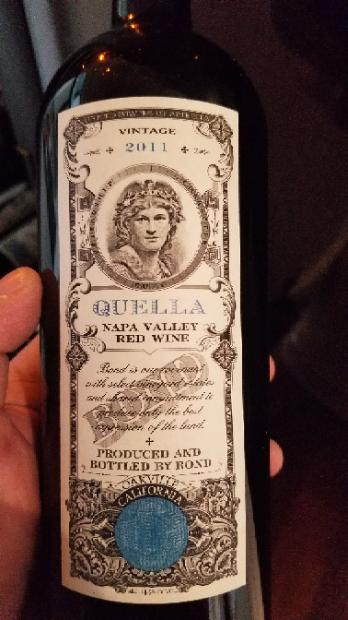 VINTAGE
2011
QUELLA
NAPA VALLEY
RED WINE
Bond is our covenant
with select vineyard estates
and shared commitment to
produce only the best
expression of the land.
PRODUCED AND
BOTTLED BY BOND
OAKVILLE
CALIFORNIA